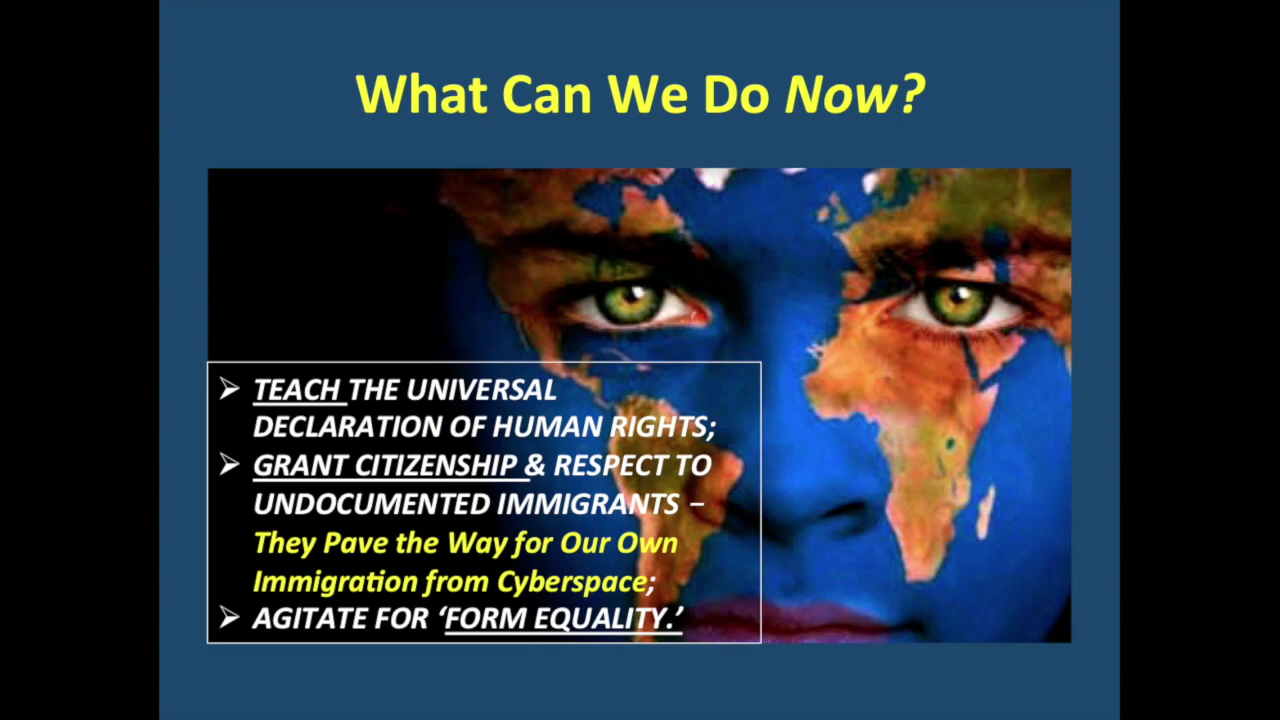 What Can We Do Now?
➢ TEACH THE UNIVERSAL
DECLARATION OF HUMAN RIGHTS;
➢ GRANT CITIZENSHIP & RESPECT TO
UNDOCUMENTED IMMIGRANTS –
They Pave the Way for Our Own
Immigration from Cyberspace;
➢ AGITATE FOR ‘FORM EQUALITY.’